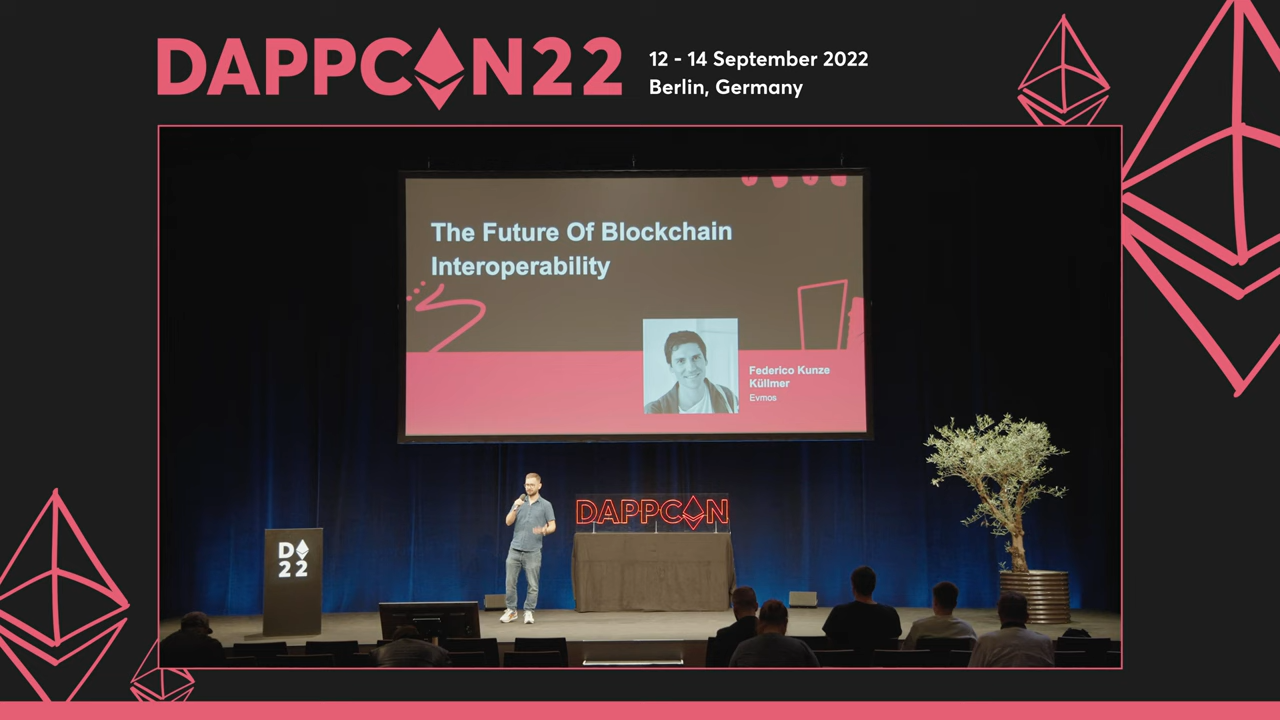 DAPPCON22
12 - 14 September 2022
Berlin, Germany
The Future Of Blockchain
Interoperability
Federico Kunze
Küllmer
Evmos
DAPPCON
D
22